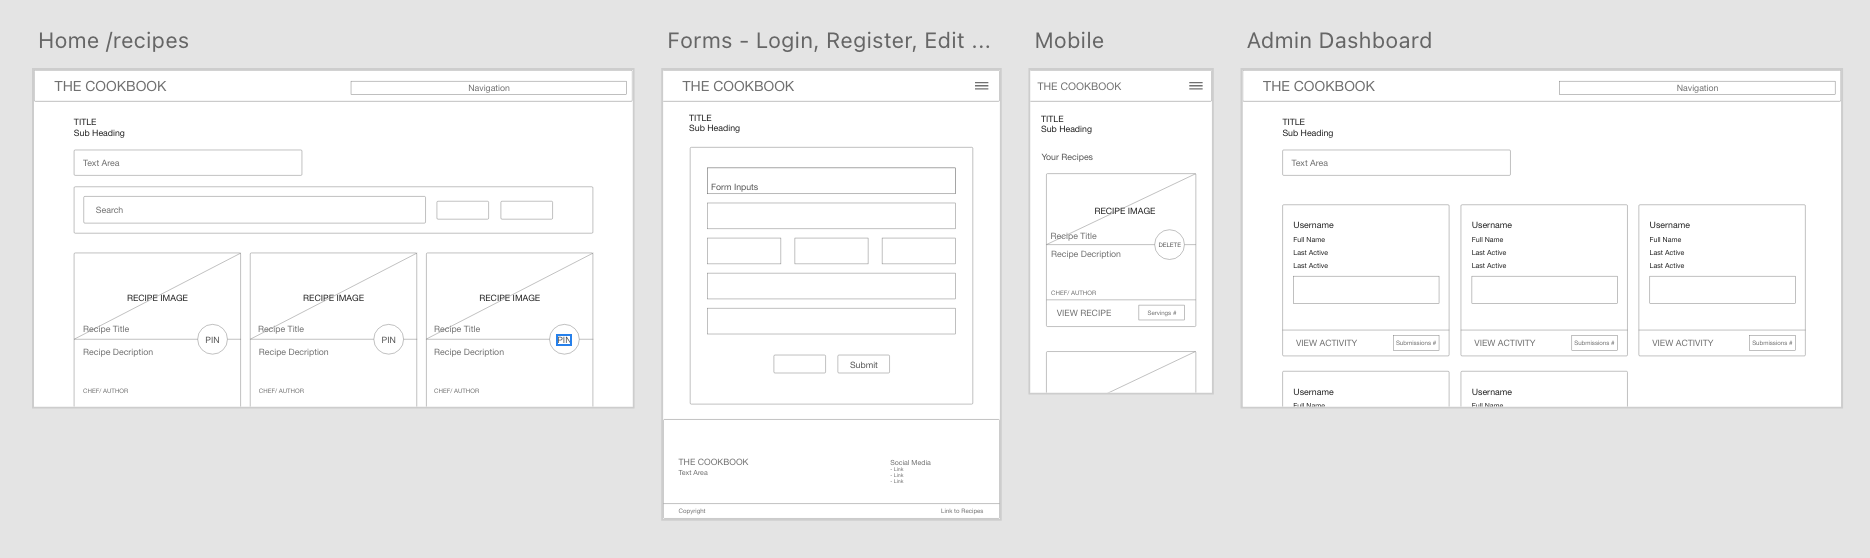 Home /recipes
THE COOKBOOK
Navigation
TITLE
Sub Heading
Text Area
Search
RECIPE IMAGE
RECIPE IMAGE
RECIPE IMAGE
Recipe Title
Recipe Title
Recipe Title
PIN
PIN
PIN
Recipe Decription
Recipe Decription
Recipe Decription
CHEF/ AUTHOR
CHEF/ AUTHOR
CHEF/ AUTHOR
Forms - Login, Register, Edit ...
THE COOKBOOK
TITLE
Sub Heading
Form Inputs
Submit
THE COOKBOOK
Text Area
Social Media
- Link
- Link
- Link
Copyright
Link to Recipes
Mobile
THE COOKBOOK
TITLE
Sub Heading
Your Recipes
RECIPE IMAGE
Recipe Title
DELETE
Recipe Decription
CHEF/ AUTHOR
VIEW RECIPE
Servings #
Admin Dashboard
THE COOKBOOK
Navigation
TITLE
Sub Heading
Text Area
Username
Full Name
Last Active
Last Active
VIEW ACTIVITY
Submissions #
Username
Full Name
Last Active
Last Active
VIEW ACTIVITY
Submissions #
Username
Full Name
Last Active
Last Active
VIEW ACTIVITY
Submissions #
Username
Full Name
Username
Full Name